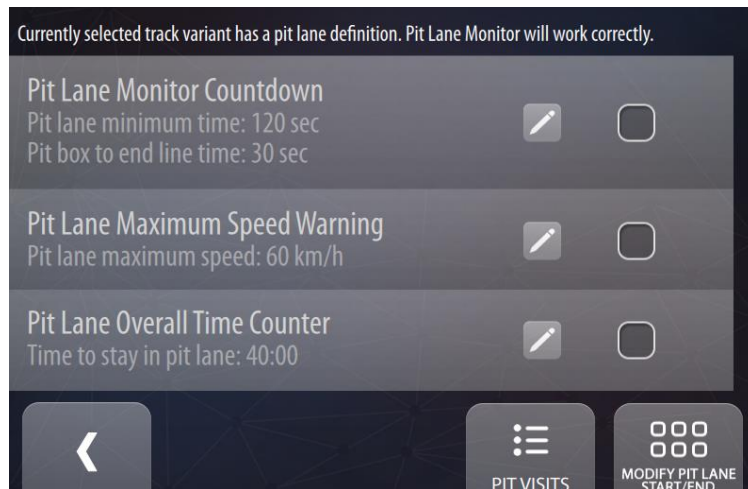 Currently selected track variant has a pit lane definition. Pit Lane Monitor will work correctly.
Pit Lane Monitor Countdown
Pit lane minimum time: 120 sec
Pit box to end line time: 30 sec
Pit Lane Maximum Speed Warning
Pit lane maximum speed: 60 km/h
Pit Lane Overall Time Counter
Time to stay in pit lane: 40:00
PIT VISITS
MODIFY PIT LANE
START/END